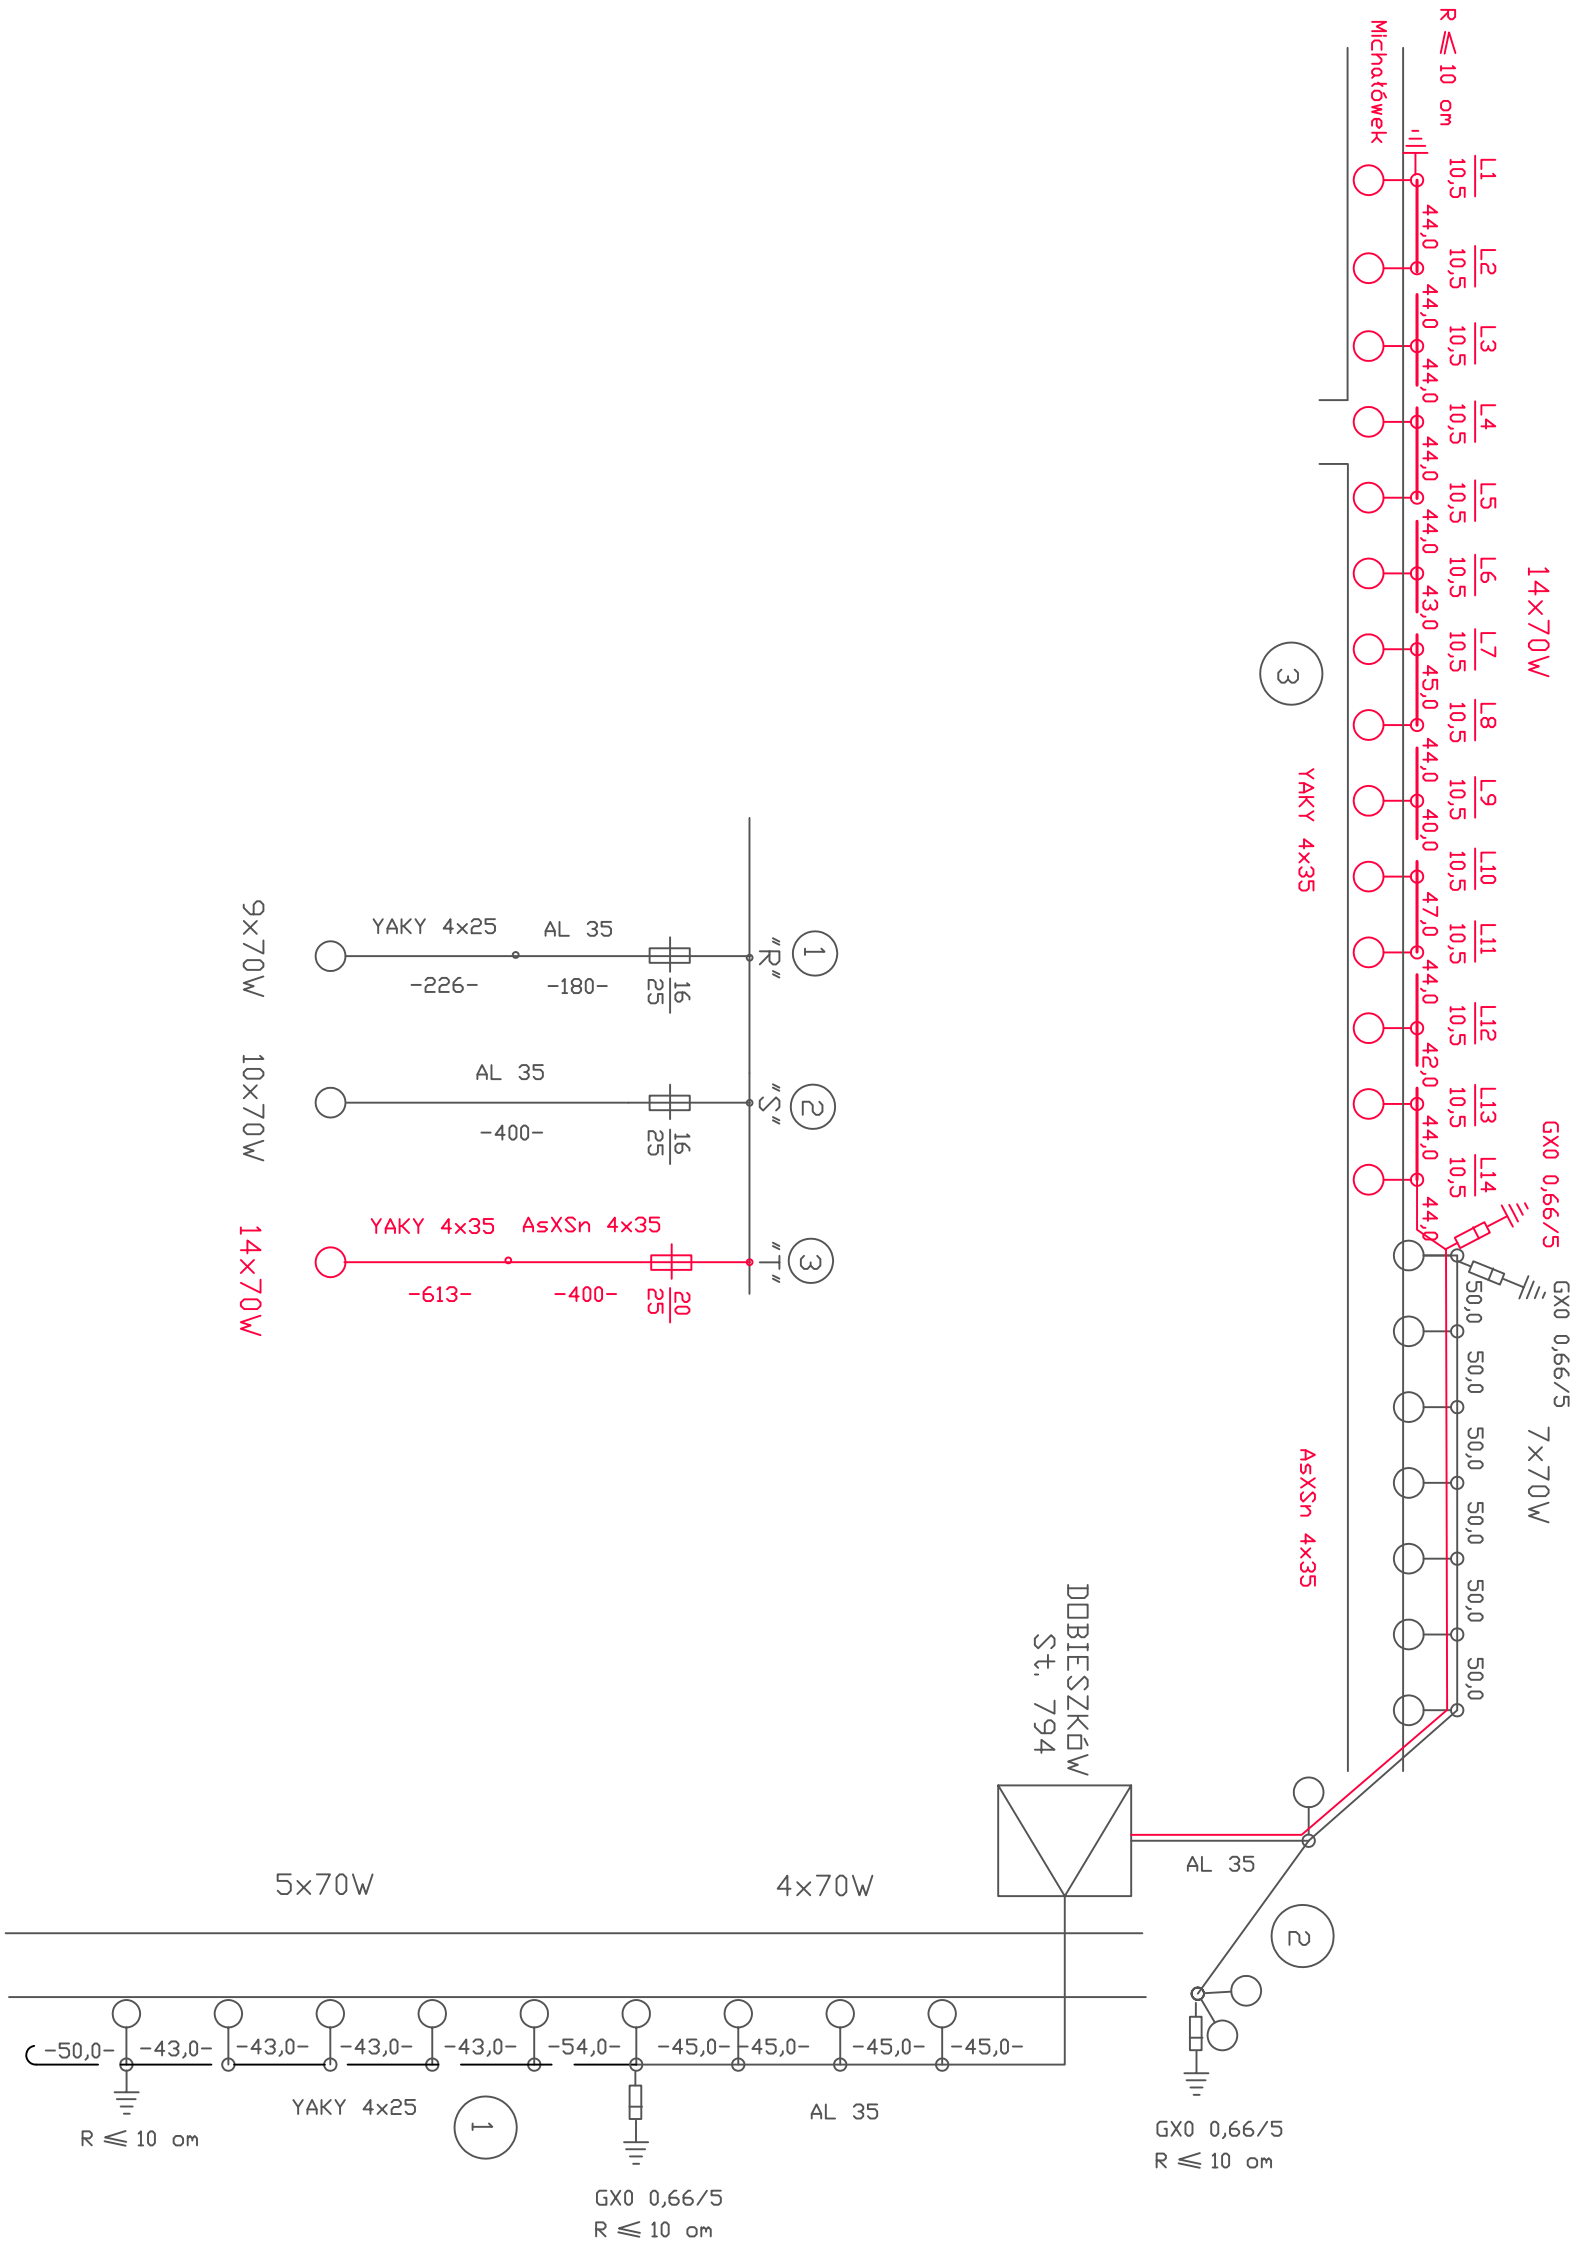 R ⩽ 10 om
Michałówek
L1
10,5
44,0
L2
10,5
44,0
L3
10,5
44,0
L4
10,5
44,0
L5
10,5
44,0
L6
10,5
43,0
L7
10,5
45,0
L8
10,5
44,0
L9
10,5
40,0
L10
10,5
47,0
L11
10,5
44,0
L12
10,5
42,0
L13
10,5
44,0
L14
10,5
44,0
14x70W
3
YAKY 4x35
GXO 0,66/5
GXO 0,66/5
50,0
50,0
50,0
50,0
50,0
50,0
7x70W
AsXSn 4x35
1
"R"
16
25
AL 35
-180-
YAKY 4x25
-226-
9x70W
2
"S"
16
25
AL 35
-400-
10x70W
3
"T"
20
25
AsXSn 4x35
-400-
YAKY 4x35
-613-
14x70W
DOBIESZKÓW
St. 794
AL 35
2
GXO 0,66/5
R ⩽ 10 om
5x70W
4x70W
-50,0-
-43,0-
-43,0-
-43,0-
-43,0-
-54,0-
-45,0-
-45,0-
-45,0-
-45,0-
YAKY 4x25
1
AL 35
R ⩽ 10 om
GXO 0,66/5
R ⩽ 10 om